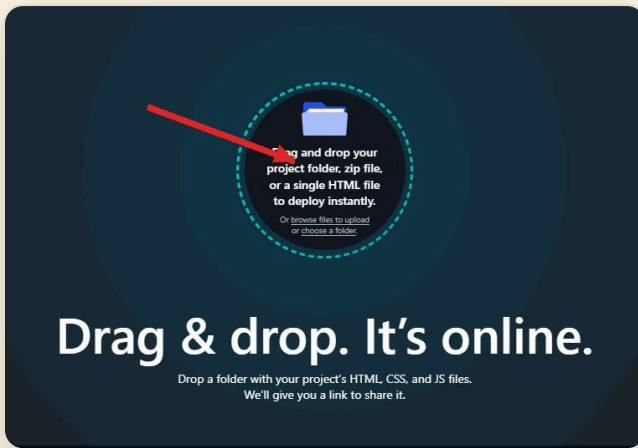 Drag and drop your
project folder, zip file,
or a single HTML file
to deploy instantly.
Or browse files to upload
or choose a folder.
Drag & drop. It’s online.
Drop a folder with your project’s HTML, CSS, and JS files.
We’ll give you a link to share it.